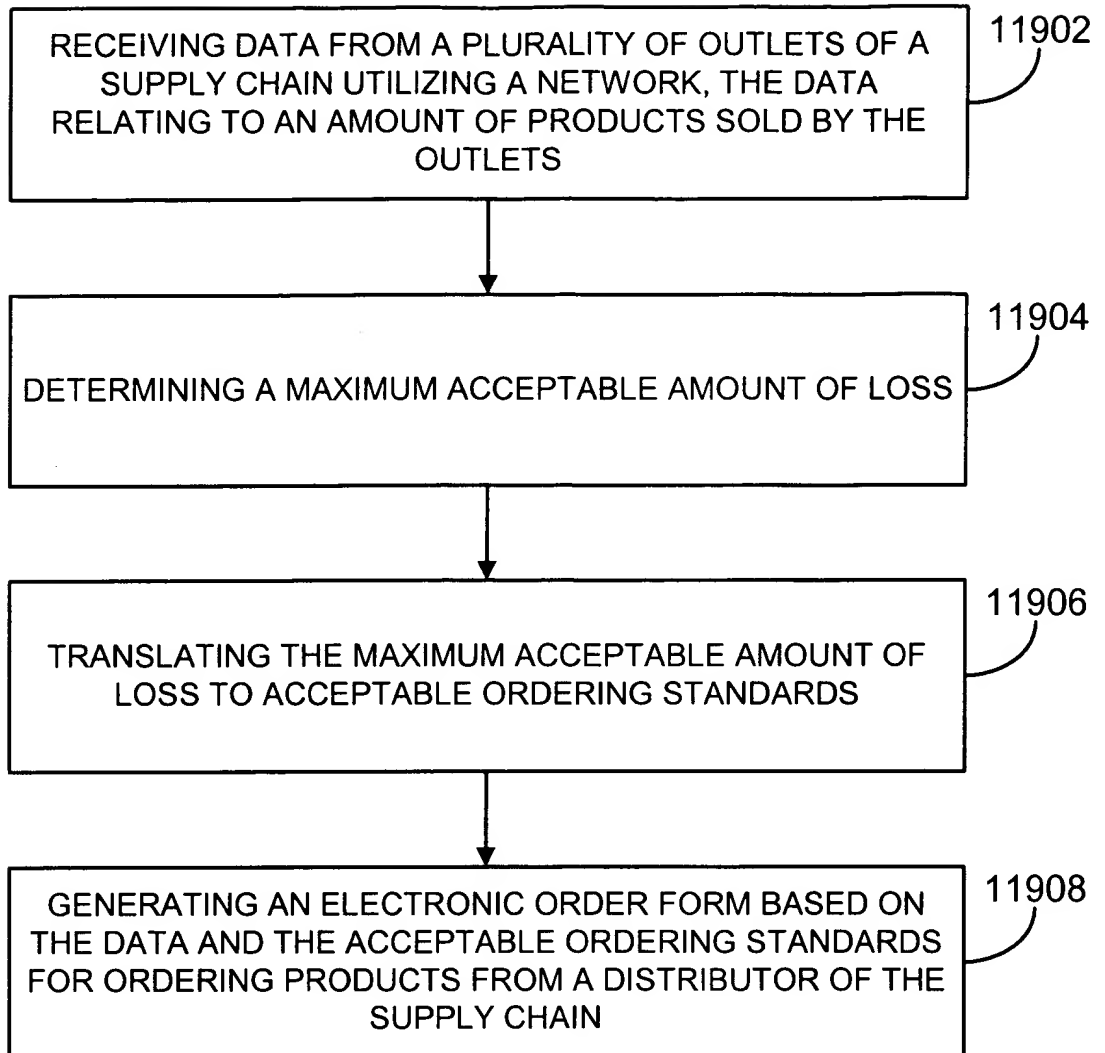 RECEIVING DATA FROM A PLURALITY OF OUTLETS OF A
SUPPLY CHAIN UTILIZING A NETWORK, THE DATA
RELATING TO AN AMOUNT OF PRODUCTS SOLD BY THE
OUTLETS
11902
DETERMINING A MAXIMUM ACCEPTABLE AMOUNT OF LOSS
11904
TRANSLATING THE MAXIMUM ACCEPTABLE AMOUNT OF
LOSS TO ACCEPTABLE ORDERING STANDARDS
11906
GENERATING AN ELECTRONIC ORDER FORM BASED ON
THE DATA AND THE ACCEPTABLE ORDERING STANDARDS
FOR ORDERING PRODUCTS FROM A DISTRIBUTOR OF THE
SUPPLY CHAIN
11908